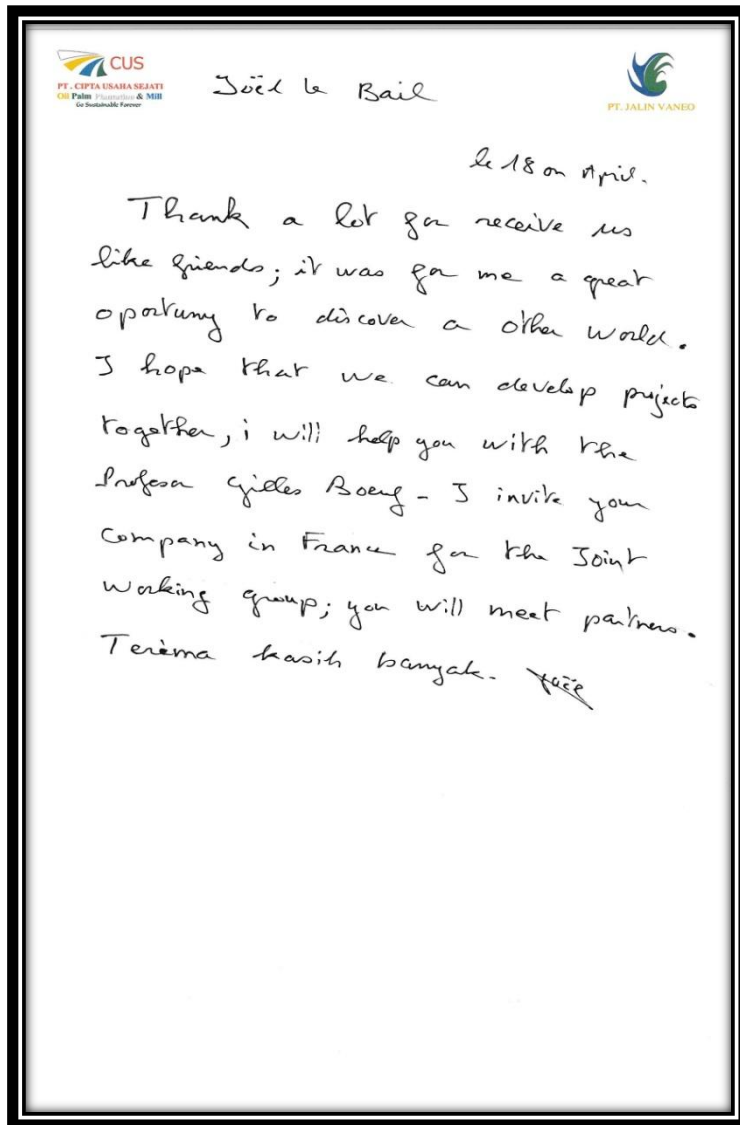 CUS
PT. CIPTA USAHA SEJATI
Oil Palm Plantation & Mill
Go Sustainable Forever
Joël le Bail
PT. JALIN VANEO
le 18 on April.
Thank a lot for receive us
like friends; it was for me a great
oportuny to discover a other world.
I hope that we can develop projects
together, i will help you with the
Profesor Gilles Boeuf - I invite your
Company in France for the Joint
Working group; you will meet partners.
Terima kasih banyak. Joël